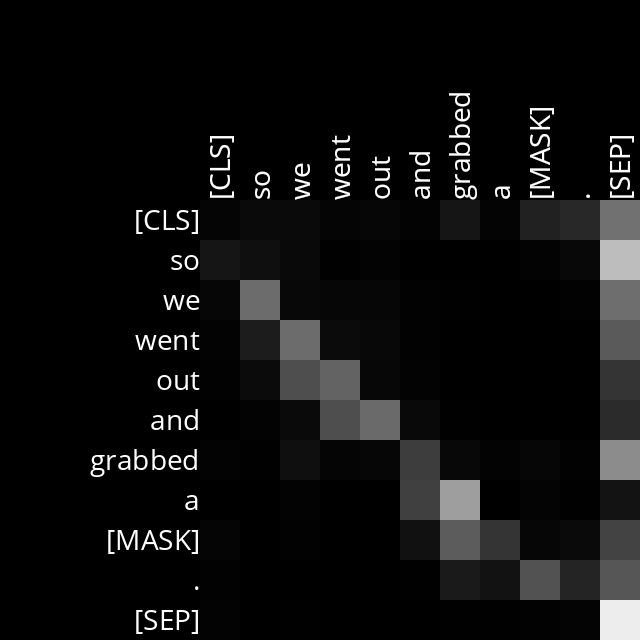 [CLS] so we went out and grabbed a [MASK] . [SEP]
[CLS]
so
we
went
out
and
grabbed
a
[MASK]
.
[SEP]